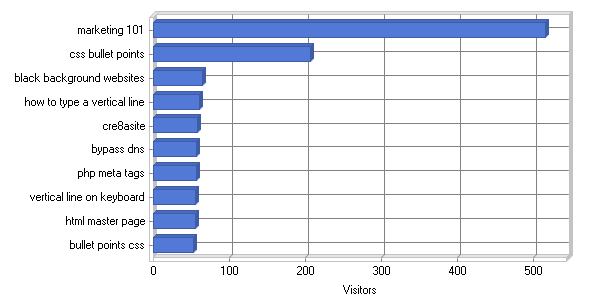 marketing 101
css bullet points
black background websites
how to type a vertical line
cre8asite
bypass dns
php meta tags
vertical line on keyboard
html master page
bullet points css
0 100 200 300 400 500
Visitors